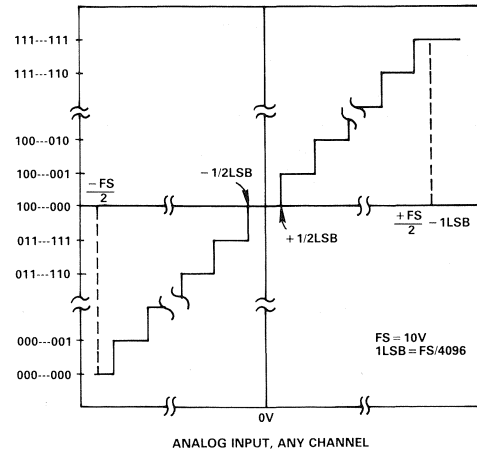 111---111
111---110
100---010
100---001
100---000
011---111
011---110
000---001
000---000
-FS
2
-1/2LSB
+1/2LSB
+FS
2
-1LSB
FS=10V
1LSB=FS/4096
0V
ANALOG INPUT, ANY CHANNEL